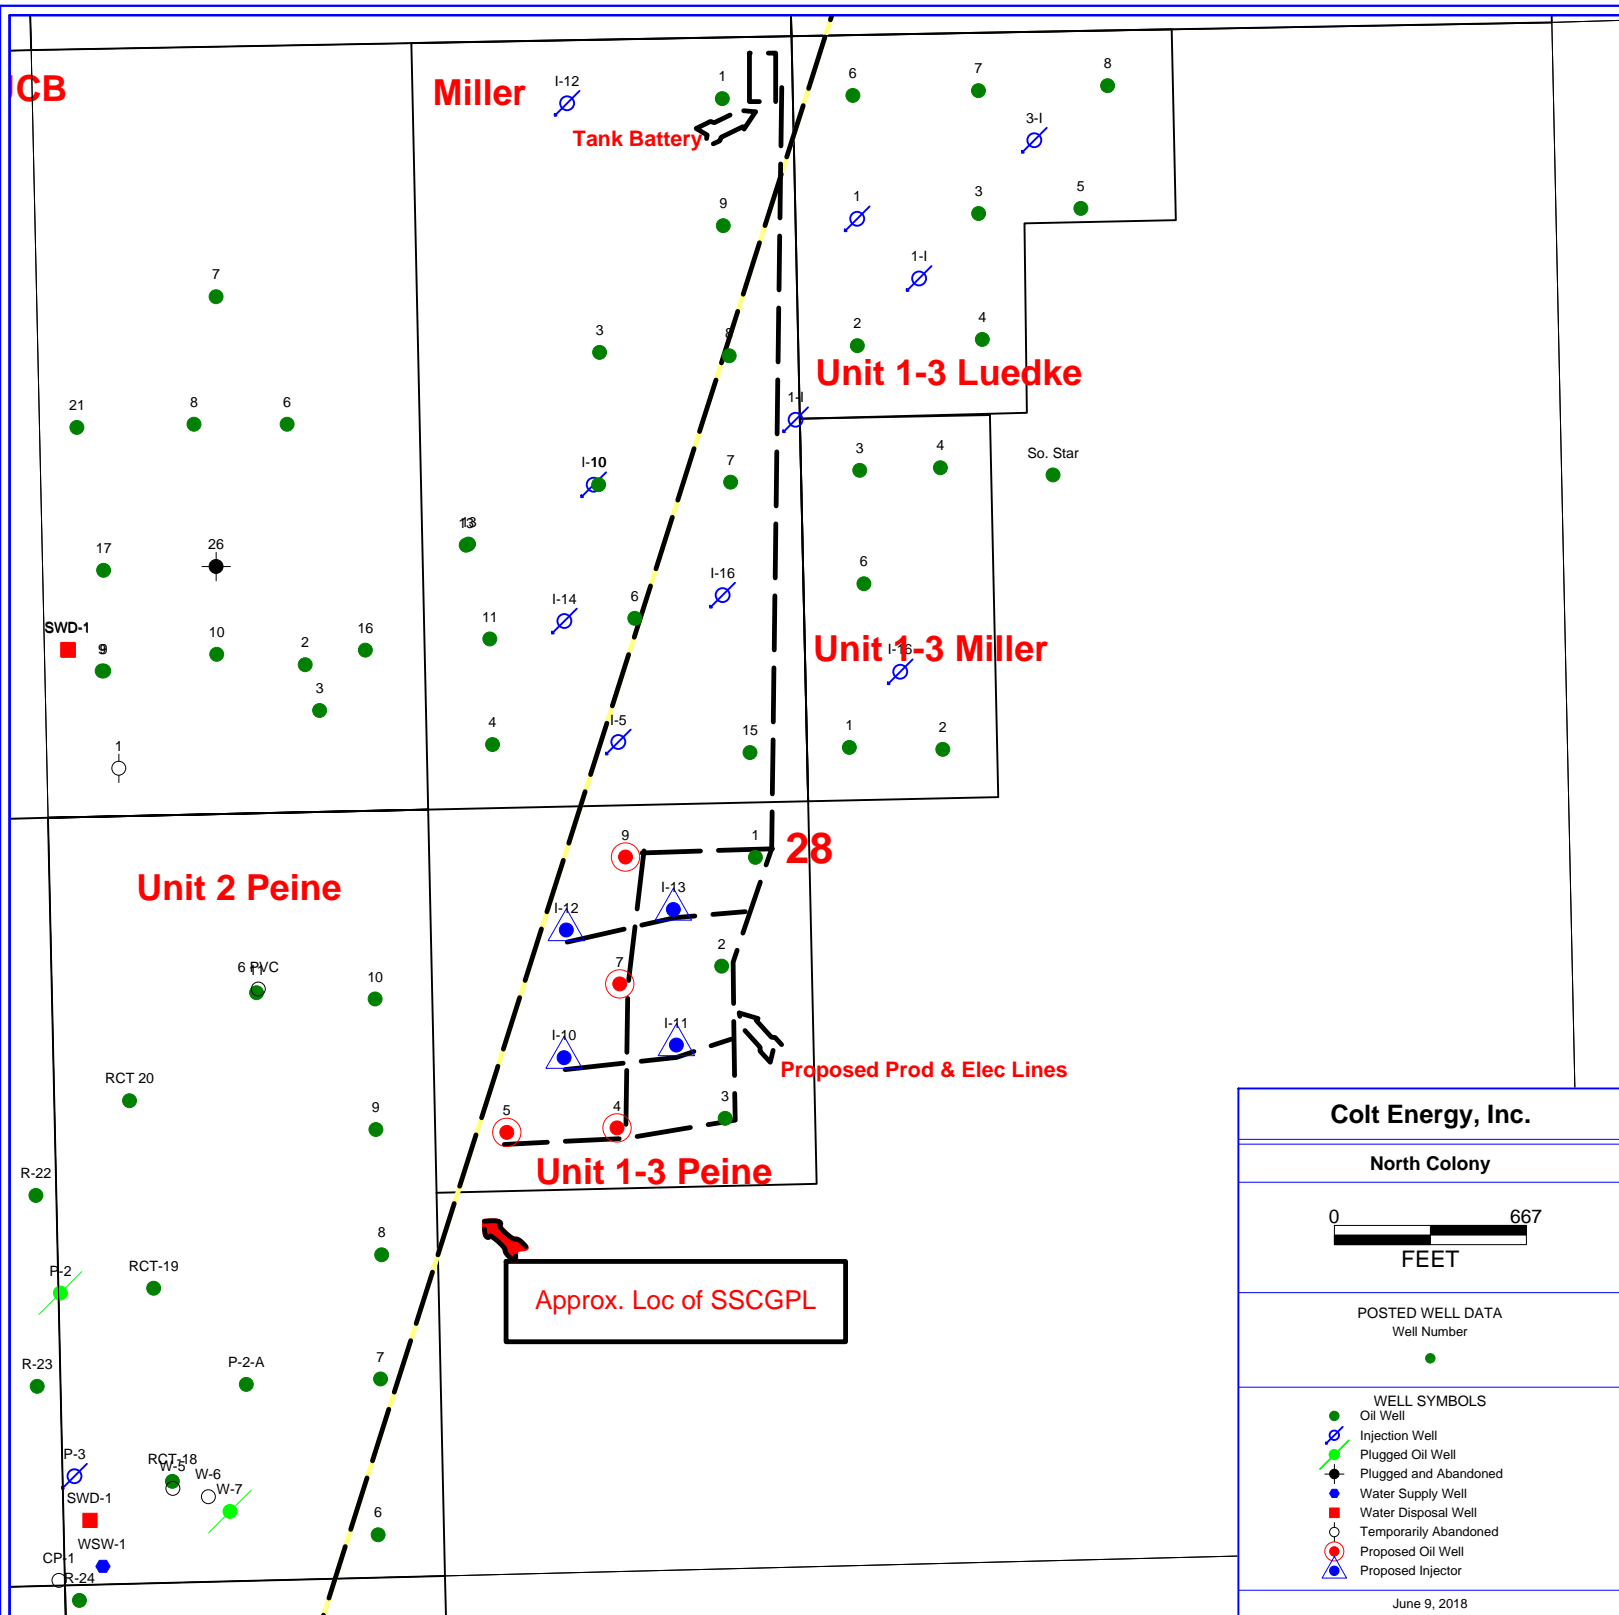 JCB
Miller
I-12
1
6
7
8
Tank Battery
3-I
1
3
5
9
1-I
7
3
8
2
4
Unit 1-3 Luedke
21
8
6
1-I
I-10
7
3
4
So. Star
13
17
26
I-14
6
I-16
6
11
SWD-1
9
10
2
16
3
Unit 1-3 Miller
I-16
1
4
I-5
15
1
2
9
1
28
Unit 2 Peine
I-12
I-13
2
6 PVC
10
7
I-10
I-11
Proposed Prod & Elec Lines
RCT 20
9
5
4
3
Unit 1-3 Peine
R-22
8
P-2
RCT-19
Approx. Loc of SSCGPL
R-23
P-2-A
7
P-3
RCT-18
W-5
W-6
W-7
SWD-1
6
WSW-1
CP-1
R-24
Colt Energy, Inc.
North Colony
0 667
FEET
POSTED WELL DATA
Well Number
WELL SYMBOLS
Oil Well
Injection Well
Plugged Oil Well
Plugged and Abandoned
Water Supply Well
Water Disposal Well
Temporarily Abandoned
Proposed Oil Well
Proposed Injector
June 9, 2018